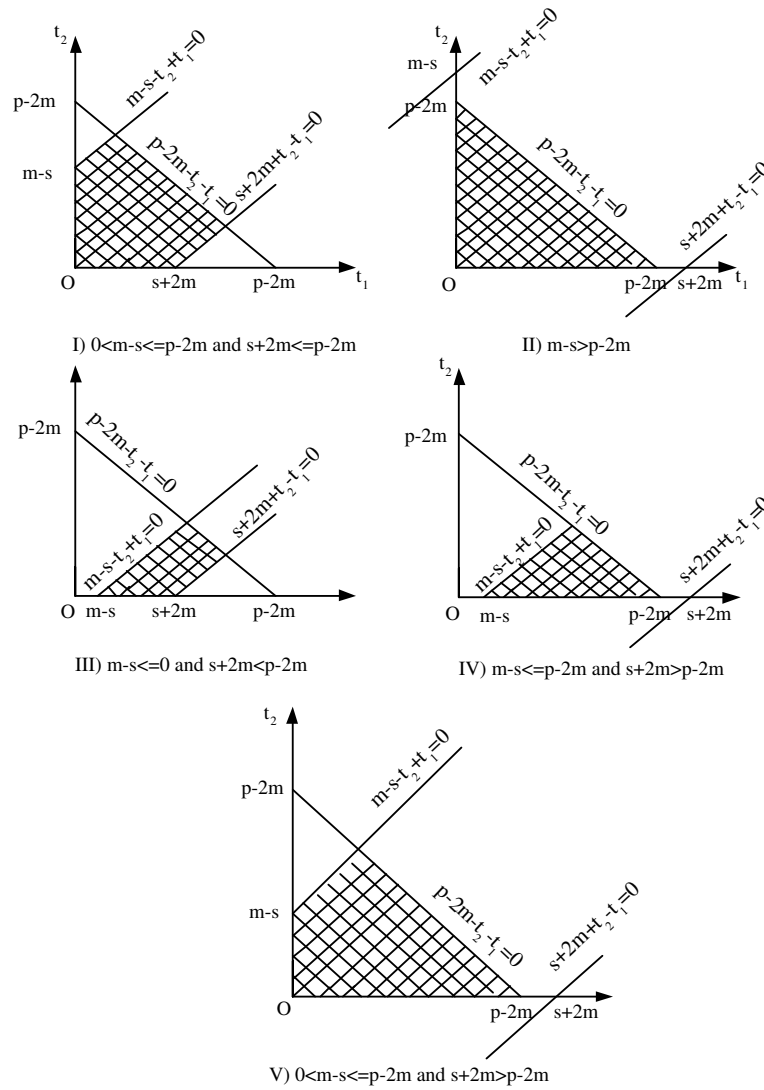 t2
p-2m
m-s
m-s-t2+t1=0
p-2m-t2-t1=0
s+2m+t2-t1=0
O
s+2m
p-2m
t1
I) 0<m-s<=p-2m and s+2m<=p-2m
t2
m-s
m-s-t2+t1=0
p-2m
p-2m-t2-t1=0
s+2m+t2-t1=0
O
p-2m
s+2m
t1
II) m-s>p-2m
p-2m
p-2m-t2-t1=0
m-s-t2+t1=0
s+2m+t2-t1=0
O
m-s
s+2m
p-2m
III) m-s<=0 and s+2m<p-2m
t2
p-2m
p-2m-t2-t1=0
m-s-t2+t1=0
s+2m+t2-t1=0
O
m-s
p-2m
s+2m
IV) m-s<=p-2m and s+2m>p-2m
t2
p-2m
m-s
m-s-t2+t1=0
p-2m-t2-t1=0
s+2m+t2-t1=0
O
p-2m
s+2m
V) 0<m-s<=p-2m and s+2m>p-2m